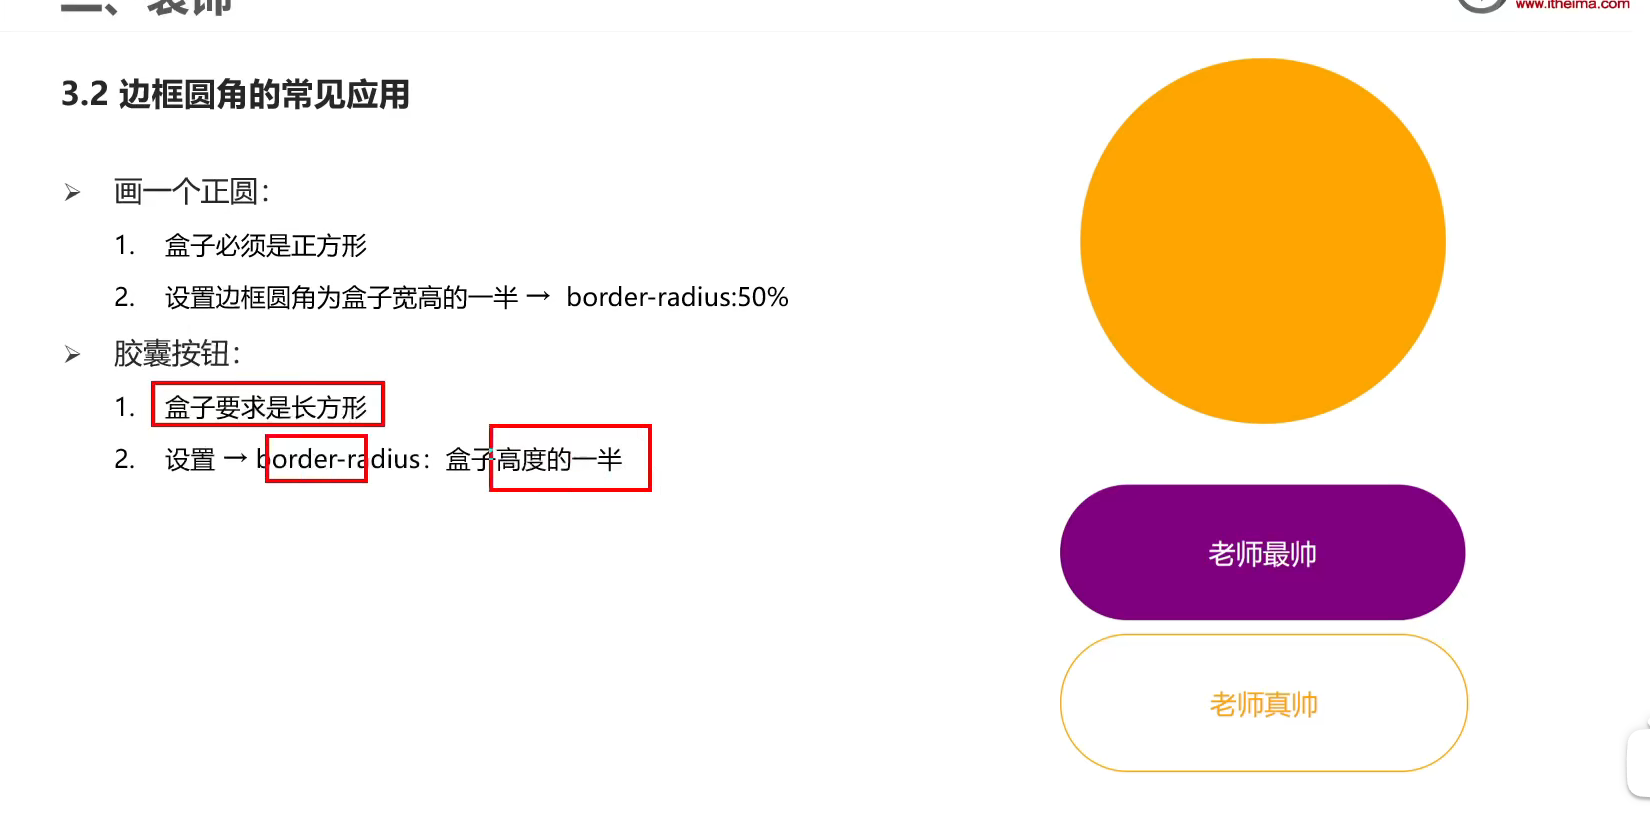 二、装饰
www.itheima.com
3.2 边框圆角的常见应用
➢ 画一个正圆：
1. 盒子必须是正方形
2. 设置边框圆角为盒子宽高的一半 → border-radius:50%
➢ 胶囊按钮：
1. 盒子要求是长方形
2. 设置 → border-radius：盒子高度的一半
老师最帅
老师真帅